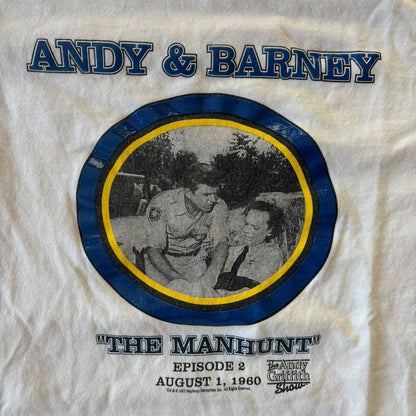 ANDY & BARNEY
"THE MANHUNT"
EPISODE 2
AUGUST 1, 1960
the Andy
Griffith
Show